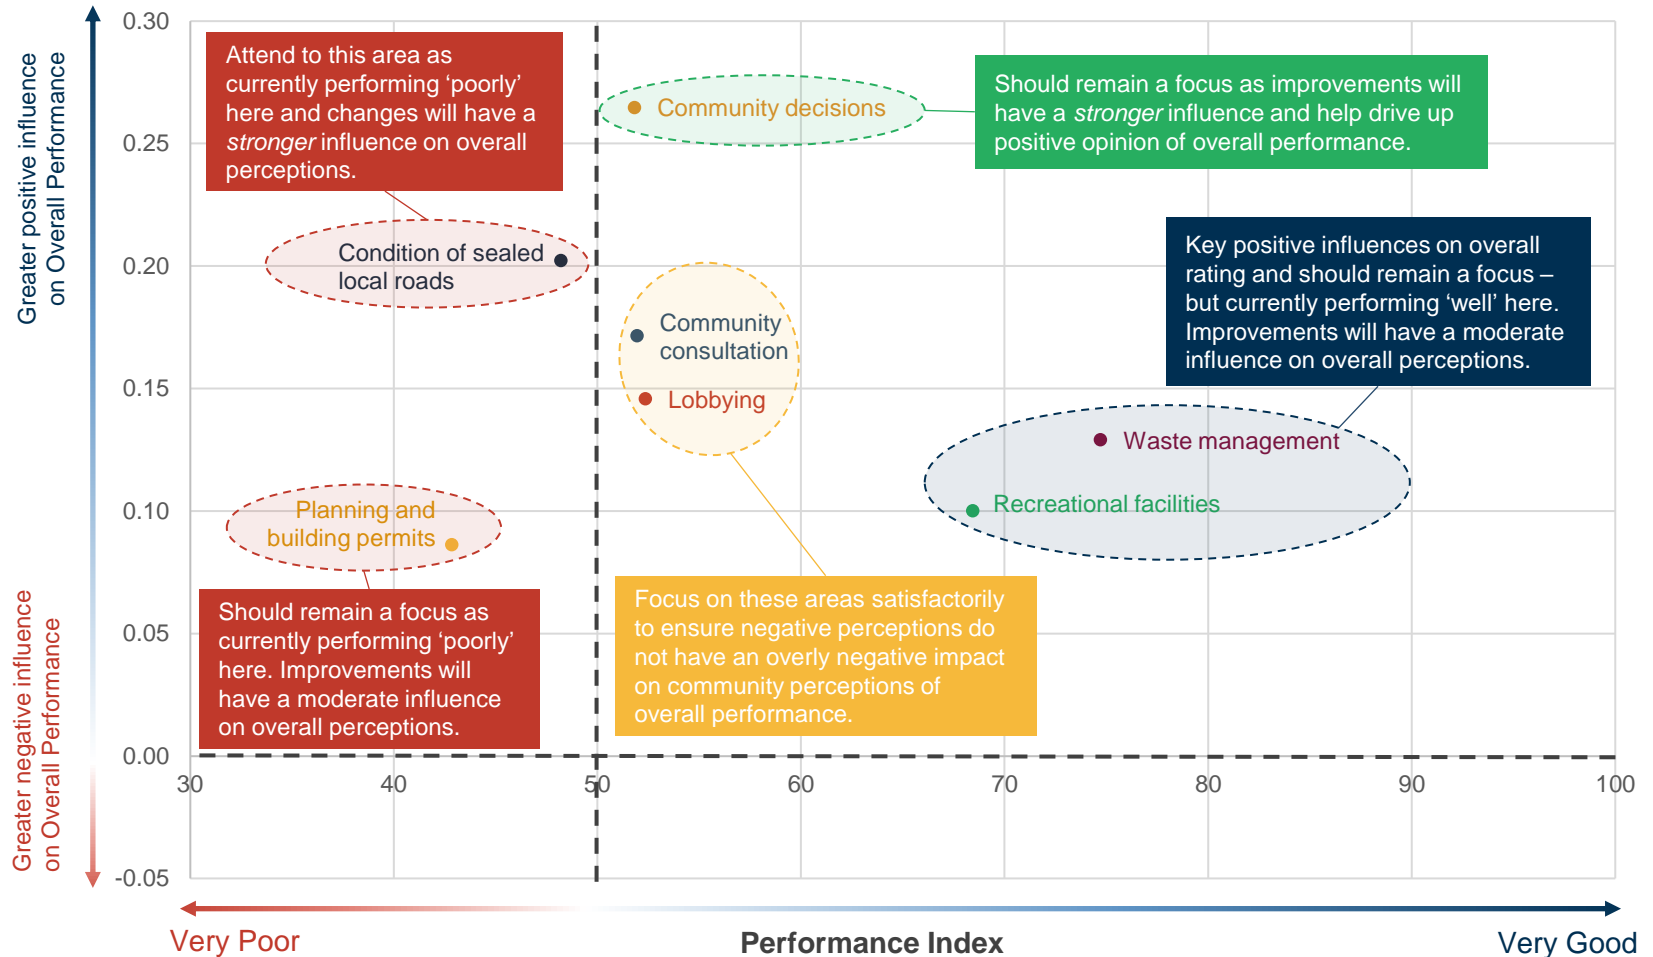 Greater positive influence
on Overall Performance
Greater negative influence
on Overall Performance
0.30
0.25
0.20
0.15
0.10
0.05
0.00
-0.05
Attend to this area as
currently performing ‘poorly’
here and changes will have a
stronger influence on overall
perceptions.
Community decisions
Should remain a focus as improvements will
have a stronger influence and help drive up
positive opinion of overall performance.
Condition of sealed
local roads
Key positive influences on overall
rating and should remain a focus –
but currently performing ‘well’ here.
Improvements will have a moderate
influence on overall perceptions.
Community
consultation
Lobbying
Waste management
Recreational facilities
Planning and
building permits
Should remain a focus as
currently performing ‘poorly’
here. Improvements will
have a moderate influence
on overall perceptions.
Focus on these areas satisfactorily
to ensure negative perceptions do
not have an overly negative impact
on community perceptions of
overall performance.
30 40 50 60 70 80 90 100
Very Poor
Performance Index
Very Good